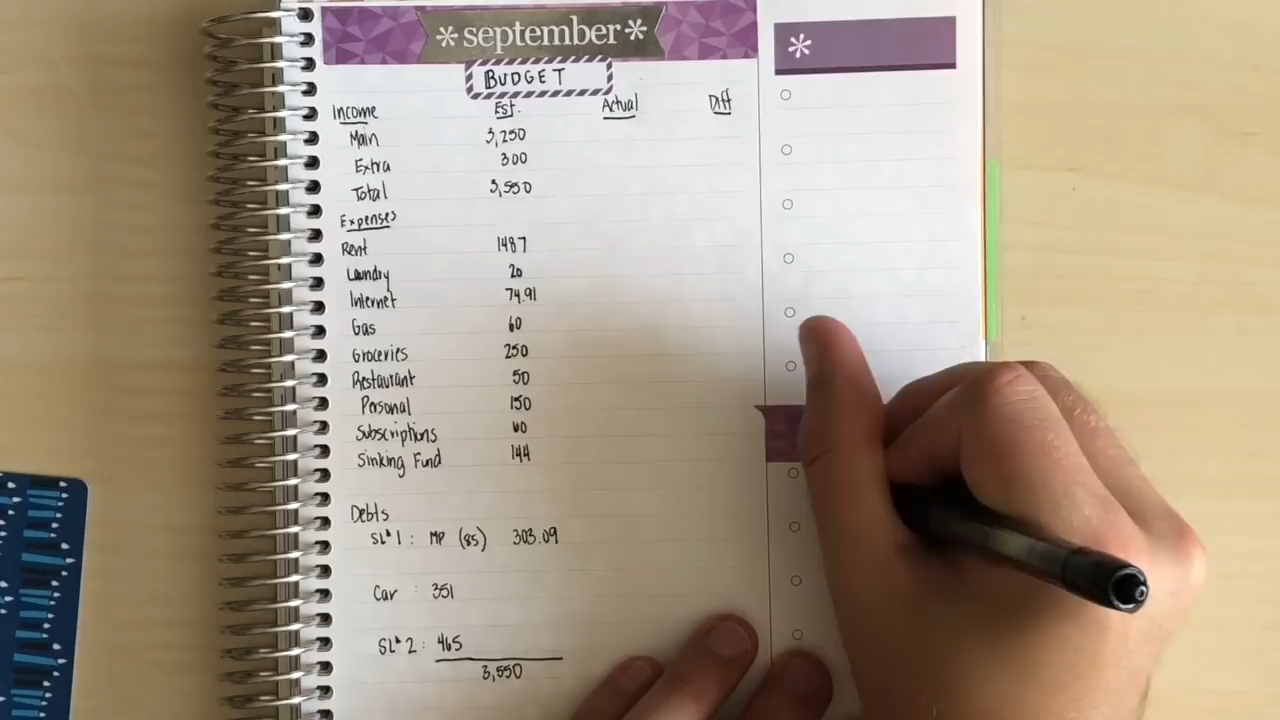 *september*
*
BUDGET
Income Est. Actual Diff
Main 3,250
Extra 300
Total 3,550
Expenses
Rent 1487
Laundry 20
Internet 74.91
Gas 60
Groceries 250
Restaurant 50
Personal 150
Subscriptions 60
Sinking Fund 144
Debts
SL#1: MP (85) 303.09
Car : 351
SL#2: 465
3,550